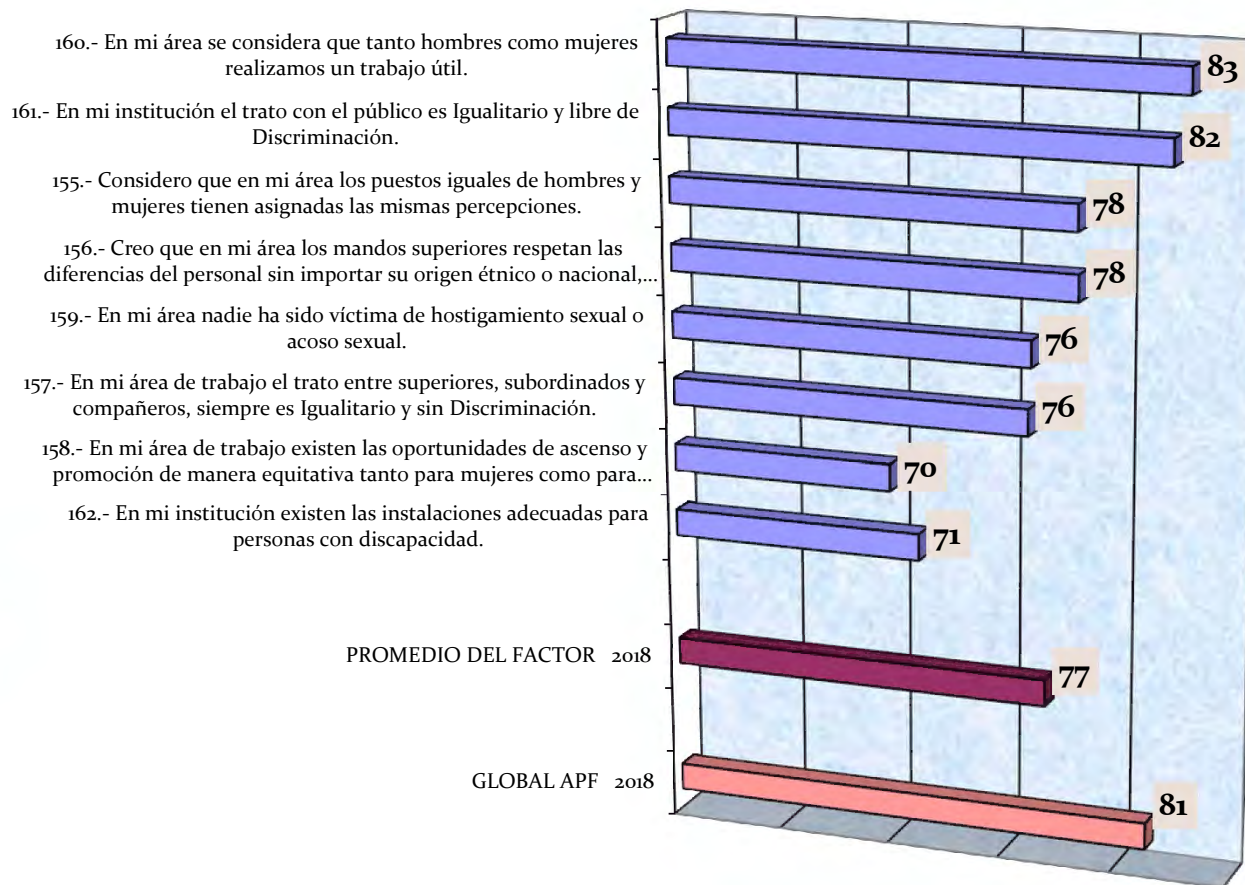 160.- En mi área se considera que tanto hombres como mujeres
realizamos un trabajo útil.
83
161.- En mi institución el trato con el público es Igualitario y libre de
Discriminación.
82
155.- Considero que en mi área los puestos iguales de hombres y
mujeres tienen asignadas las mismas percepciones.
78
156.- Creo que en mi área los mandos superiores respetan las
diferencias del personal sin importar su origen étnico o nacional,...
78
159.- En mi área nadie ha sido víctima de hostigamiento sexual o
acoso sexual.
76
157.- En mi área de trabajo el trato entre superiores, subordinados y
compañeros, siempre es Igualitario y sin Discriminación.
76
158.- En mi área de trabajo existen las oportunidades de ascenso y
promoción de manera equitativa tanto para mujeres como para...
70
162.- En mi institución existen las instalaciones adecuadas para
personas con discapacidad.
71
PROMEDIO DEL FACTOR 2018
77
GLOBAL APF 2018
81